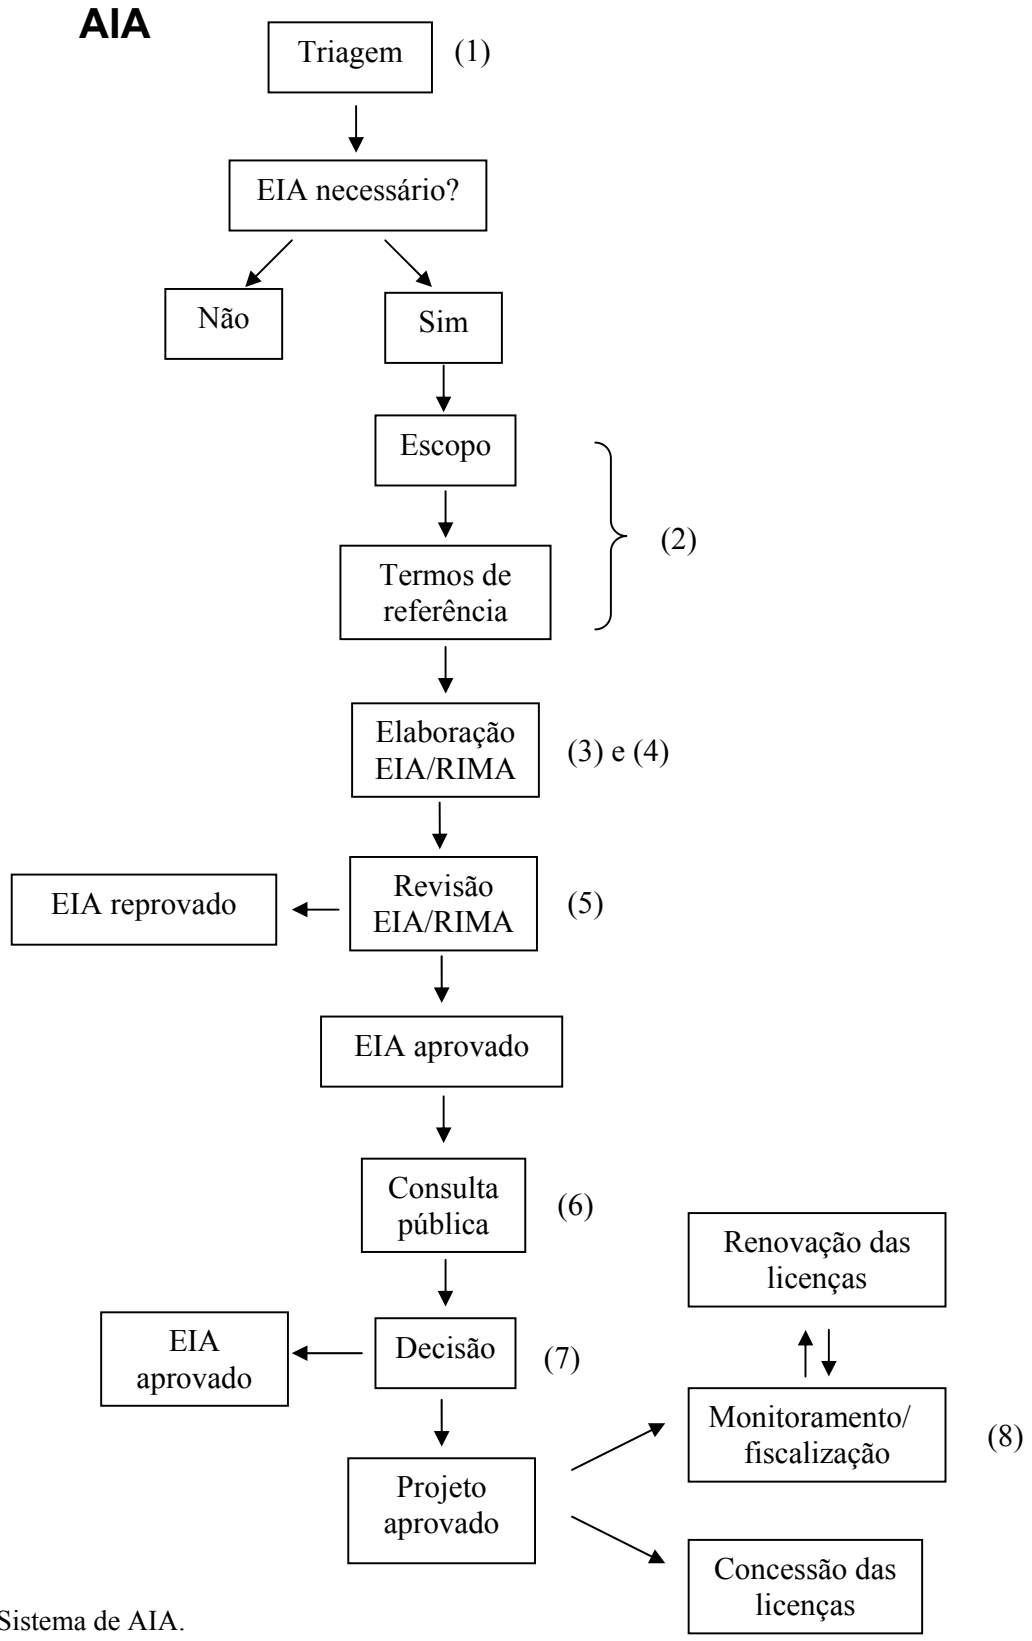 AIA
Triagem
(1)
EIA necessário?
Não
Sim
Escopo
(2)
Termos de
referência
Elaboração
EIA/RIMA
(3) e (4)
Revisão
EIA/RIMA
(5)
EIA reprovado
EIA aprovado
Consulta
pública
(6)
Renovação das
licenças
EIA
aprovado
Decisão
(7)
Monitoramento/
fiscalização
(8)
Projeto
aprovado
Concessão das
licenças
Sistema de AIA.